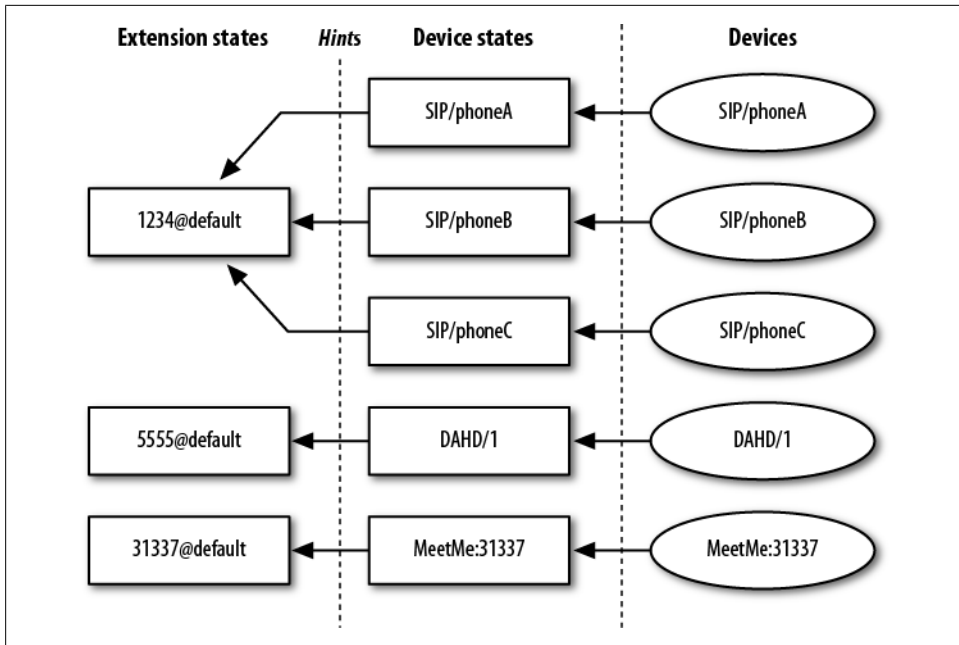 Extension states Hints Device states Devices
SIP/phoneA SIP/phoneA
1234@default SIP/phoneB SIP/phoneB
SIP/phoneC SIP/phoneC
5555@default DAHD/1 DAHD/1
31337@default MeetMe:31337 MeetMe:31337